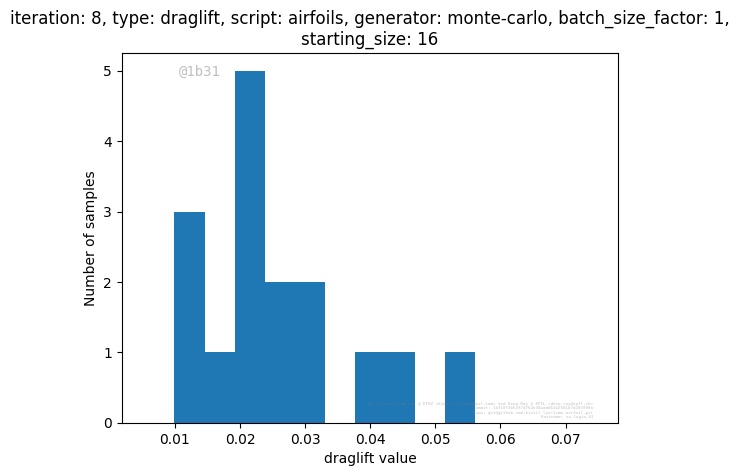 iteration: 8, type: draglift, script: airfoils, generator: monte-carlo, batch_size_factor: 1,
starting_size: 16
@1b31
5
4
3
2
1
0
Number of samples
0.01 0.02 0.03 0.04 0.05 0.06 0.07
draglift value